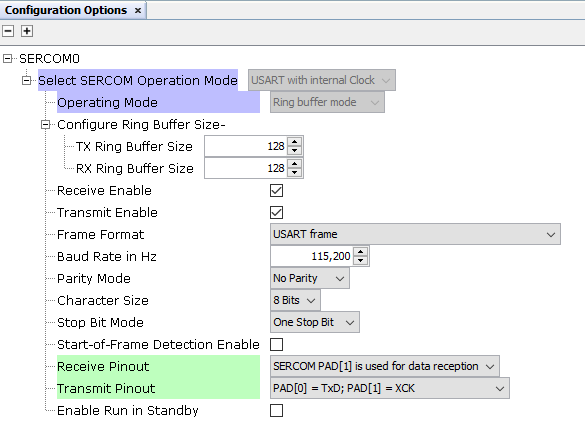 Configuration Options ×
SERCOM0
Select SERCOM Operation Mode USART with internal Clock
Operating Mode Ring buffer mode
Configure Ring Buffer Size-
TX Ring Buffer Size 128
RX Ring Buffer Size 128
Receive Enable
Transmit Enable
Frame Format USART frame
Baud Rate in Hz 115,200
Parity Mode No Parity
Character Size 8 Bits
Stop Bit Mode One Stop Bit
Start-of-Frame Detection Enable
Receive Pinout SERCOM PAD[1] is used for data reception
Transmit Pinout PAD[0] = TxD; PAD[1] = XCK
Enable Run in Standby